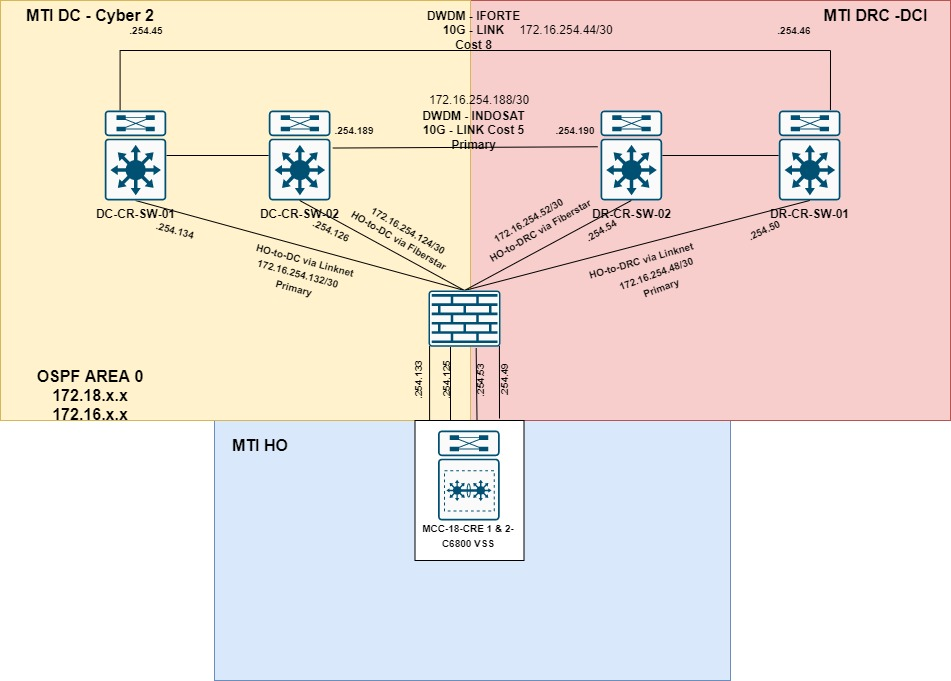 MTI DC - Cyber 2
.254.45
DWDM - IFORTE
10G - LINK
172.16.254.44/30
Cost 8
.254.46
MTI DRC -DCI
172.16.254.188/30
DWDM - INDOSAT
10G - LINK Cost 5
Primary
.254.189
.254.190
DC-CR-SW-01
DC-CR-SW-02
DR-CR-SW-02
DR-CR-SW-01
.254.134
.254.126
172.16.254.124/30
HO-to-DC via Fiberstar
172.16.254.52/30
HO-to-DRC via Fiberstar
.254.54
.254.50
HO-to-DC via Linknet
172.16.254.132/30
Primary
HO-to-DRC via Linknet
172.16.254.48/30
Primary
.254.133
.254.125
.254.53
.254.49
OSPF AREA 0
172.18.x.x
172.16.x.x
MTI HO
MCC-18-CRE 1 & 2-
C6800 VSS